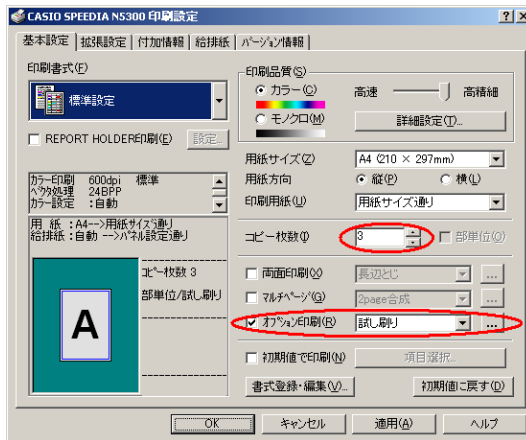 CASIO SPEEDIA N5300 印刷設定
基本設定 拡張設定 付加情報 給排紙 バージョン情報
印刷書式(F)
標準設定
REPORT HOLDER印刷(E) 設定...
カラー印刷 600dpi 標準
ベクタ処理 24BPP
カラー設定 :自動
用 紙 :A4-->用紙サイズ通り
給排紙 :自動 -->パネル設定通り
コピー枚数 3
部単位/試し刷り
A
印刷品質(S)
カラー(C) 高速 高精細
モノクロ(M) 詳細設定(T)...
用紙サイズ(Z) A4 (210 × 297mm)
用紙方向 縦(P) 横(L)
印刷用紙(U) 用紙サイズ通り
コピー枚数(I) 3 部単位(O)
両面印刷(X) 長辺とじ ...
マルチページ(G) 2page合成 ...
オプション印刷(R) 試し刷り ...
初期値で印刷(N) 項目選択...
書式登録・編集(V)... 初期値に戻す(D)
OK キャンセル 適用(A) ヘルプ